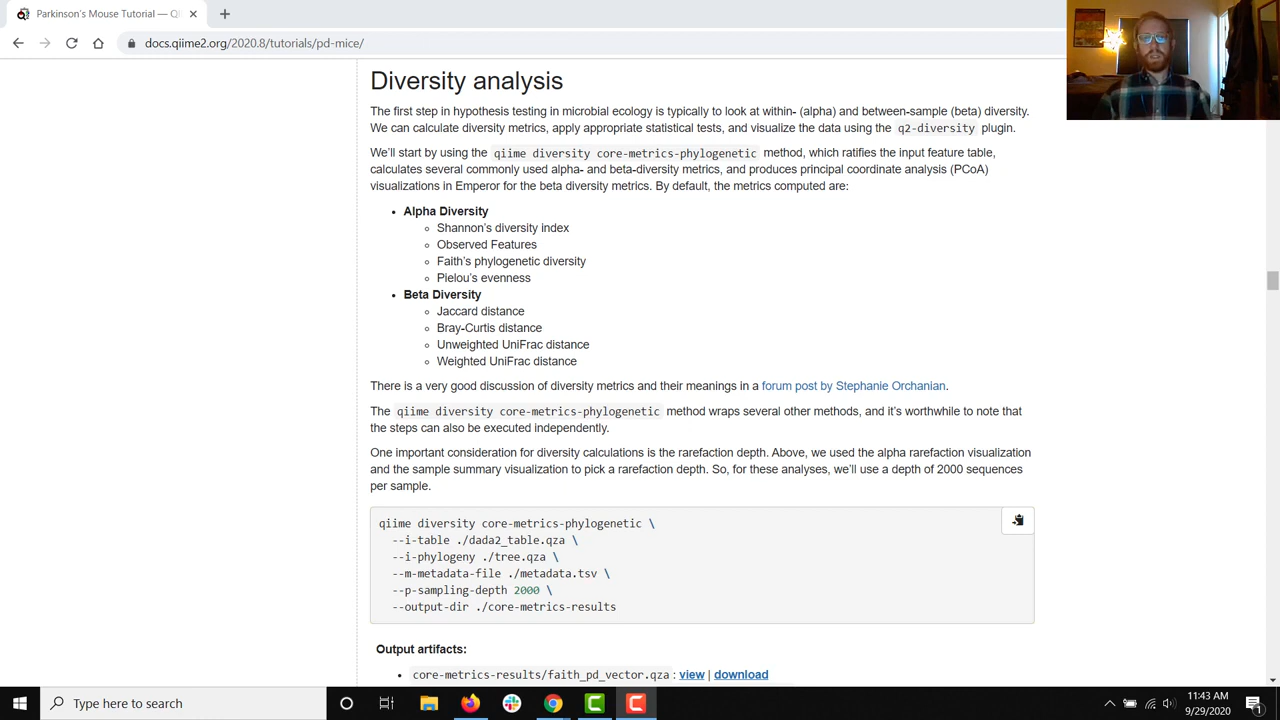 Parkinson's Mouse Tutorial — Q
docs.qiime2.org/2020.8/tutorials/pd-mice/
Diversity analysis
The first step in hypothesis testing in microbial ecology is typically to look at within- (alpha) and between-sample (beta) diversity.
We can calculate diversity metrics, apply appropriate statistical tests, and visualize the data using the q2-diversity plugin.
We'll start by using the qiime diversity core-metrics-phylogenetic method, which ratifies the input feature table,
calculates several commonly used alpha- and beta-diversity metrics, and produces principal coordinate analysis (PCoA)
visualizations in Emperor for the beta diversity metrics. By default, the metrics computed are:
• Alpha Diversity
◦ Shannon's diversity index
◦ Observed Features
◦ Faith's phylogenetic diversity
◦ Pielou's evenness
• Beta Diversity
◦ Jaccard distance
◦ Bray-Curtis distance
◦ Unweighted UniFrac distance
◦ Weighted UniFrac distance
There is a very good discussion of diversity metrics and their meanings in a forum post by Stephanie Orchanian.
The qiime diversity core-metrics-phylogenetic method wraps several other methods, and it's worthwhile to note that
the steps can also be executed independently.
One important consideration for diversity calculations is the rarefaction depth. Above, we used the alpha rarefaction visualization
and the sample summary visualization to pick a rarefaction depth. So, for these analyses, we'll use a depth of 2000 sequences
per sample.
qiime diversity core-metrics-phylogenetic \
--i-table ./dada2_table.qza \
--i-phylogeny ./tree.qza \
--m-metadata-file ./metadata.tsv \
--p-sampling-depth 2000 \
--output-dir ./core-metrics-results
Output artifacts:
• core-metrics-results/faith_pd_vector.qza : view | download
Type here to search
11:43 AM
9/29/2020
1